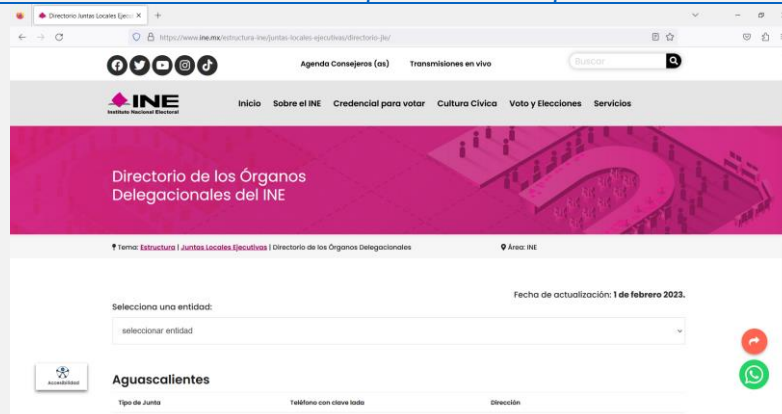 Directorio Juntas Locales Ejecu
https://www.ine.mx/estructura-ine/juntas-locales-ejecutivas/directorio-jle/
Agenda Consejeros (as) Transmisiones en vivo Buscar
INE
Instituto Nacional Electoral
Inicio Sobre el INE Credencial para votar Cultura Cívica Voto y Elecciones Servicios
Directorio de los Órganos
Delegacionales del INE
Tema: Estructura | Juntas Locales Ejecutivas | Directorio de los Órganos Delegacionales Área: INE
Fecha de actualización: 1 de febrero 2023.
Selecciona una entidad:
seleccionar entidad
Accesibilidad
Aguascalientes
Tipo de Junta Teléfono con clave lada Dirección